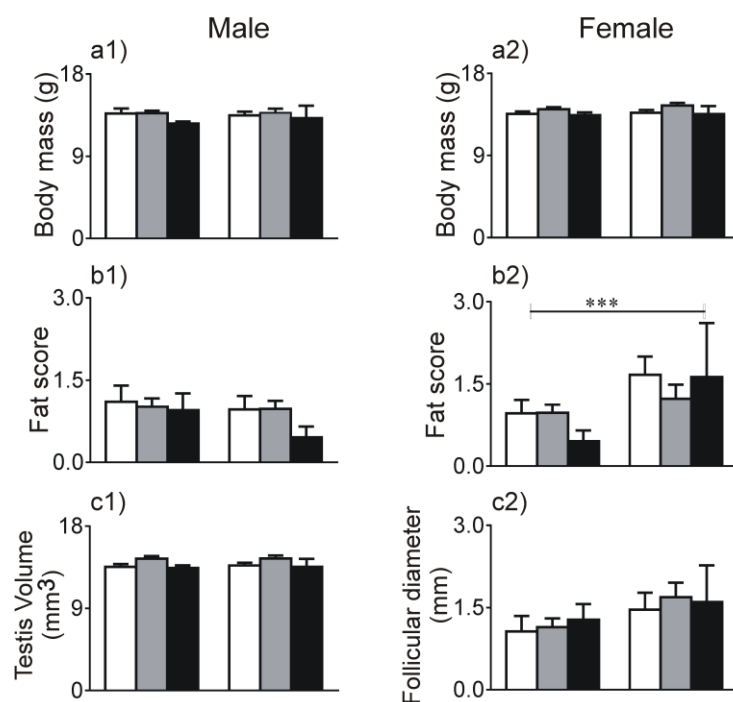 Male
Female
a1)
a2)
Body mass (g)
18
9
0
Body mass (g)
18
9
0
b1)
b2)
Fat score
3.0
1.5
0.0
Fat score
3.0
1.5
0.0
***
c1)
c2)
Testis Volume
(mm3)
18
9
0
Follicular diameter
(mm)
3.0
1.5
0.0